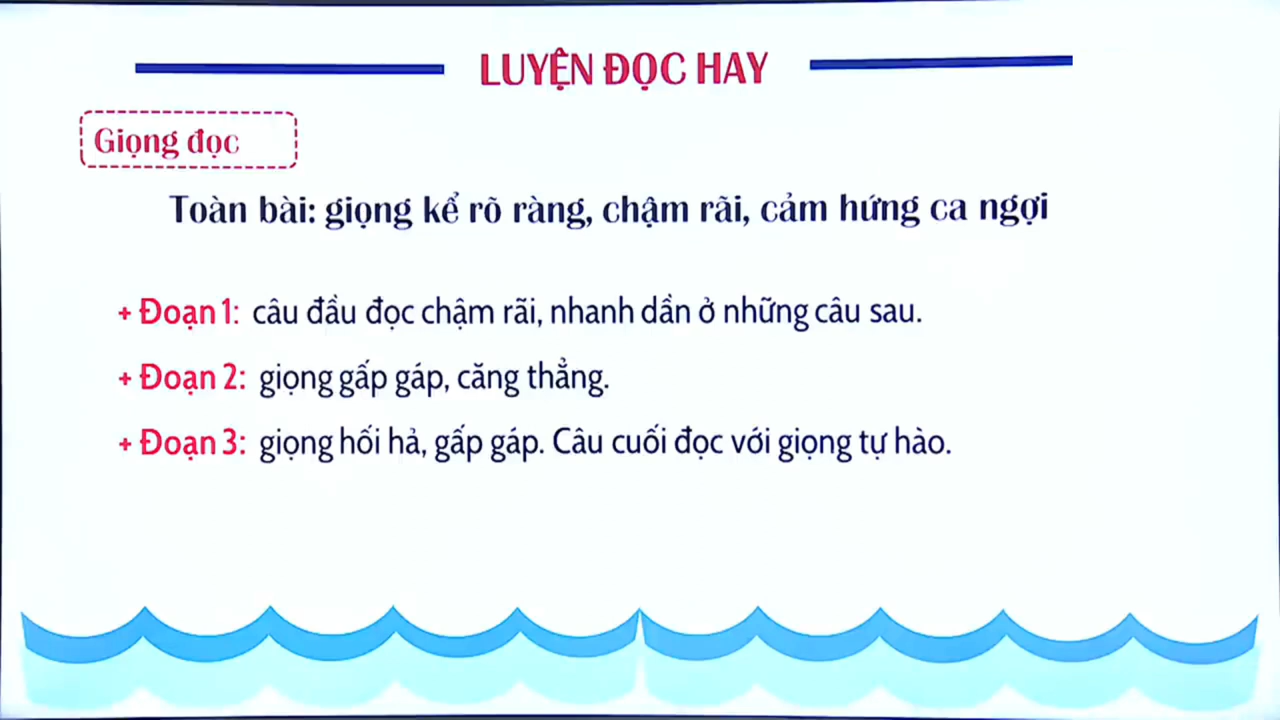 LUYỆN ĐỌC HAY
Giọng đọc
Toàn bài: giọng kể rõ ràng, chậm rãi, cảm hứng ca ngợi
+ Đoạn 1: câu đầu đọc chậm rãi, nhanh dần ở những câu sau.
+ Đoạn 2: giọng gấp gáp, căng thẳng.
+ Đoạn 3: giọng hối hả, gấp gáp. Câu cuối đọc với giọng tự hào.